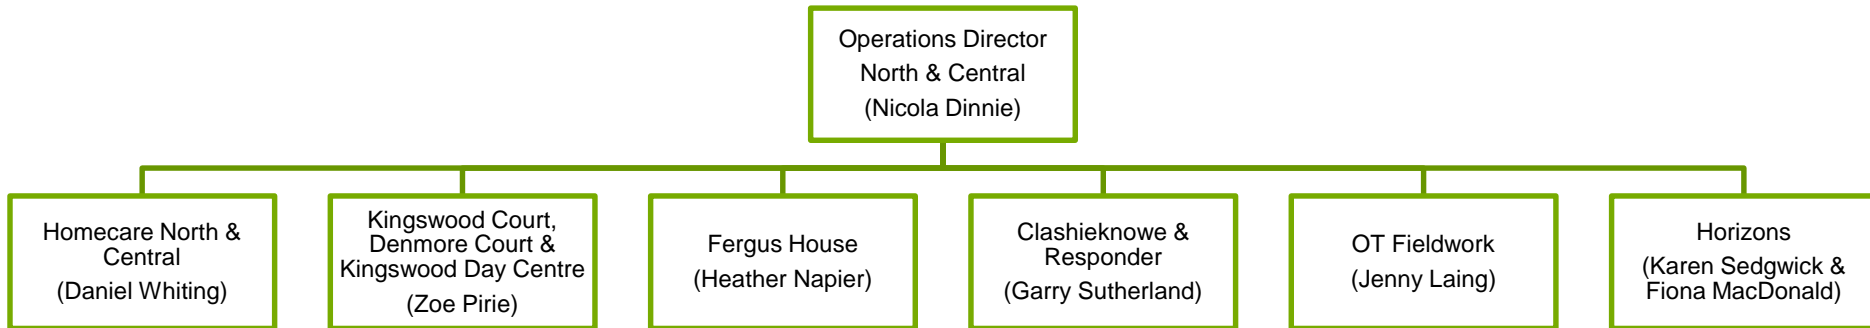 Operations Director
North & Central
(Nicola Dinnie)
Homecare North &
Central
(Daniel Whiting)
Kingswood Court,
Denmore Court &
Kingswood Day Centre
(Zoe Pirie)
Fergus House
(Heather Napier)
Clashieknowe &
Responder
(Garry Sutherland)
OT Fieldwork
(Jenny Laing)
Horizons
(Karen Sedgwick &
Fiona MacDonald)